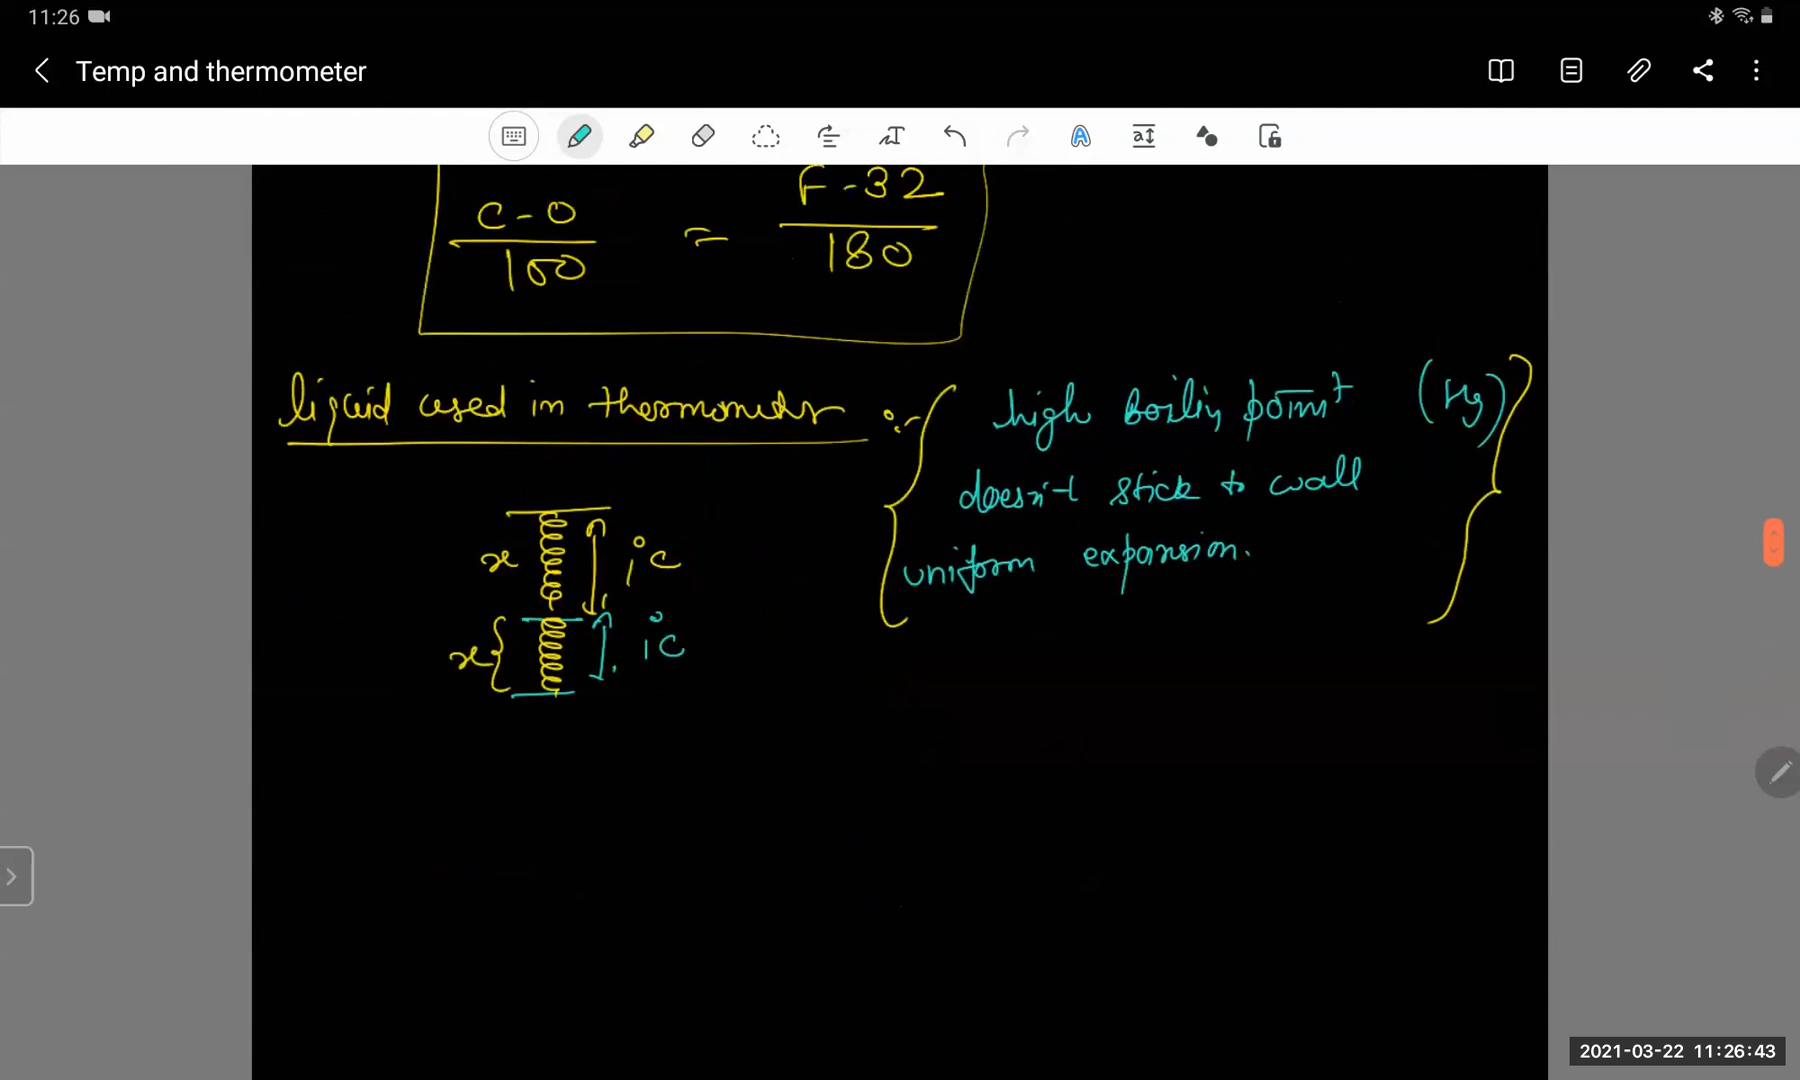 11:26
Temp and thermometer
C-0 = F-32
100 180
liquid used in thermometer :- high boiling point (Hg)
doesn't stick to wall
uniform expansion.
x 1°C
x 1°C
2021-03-22 11:26:43